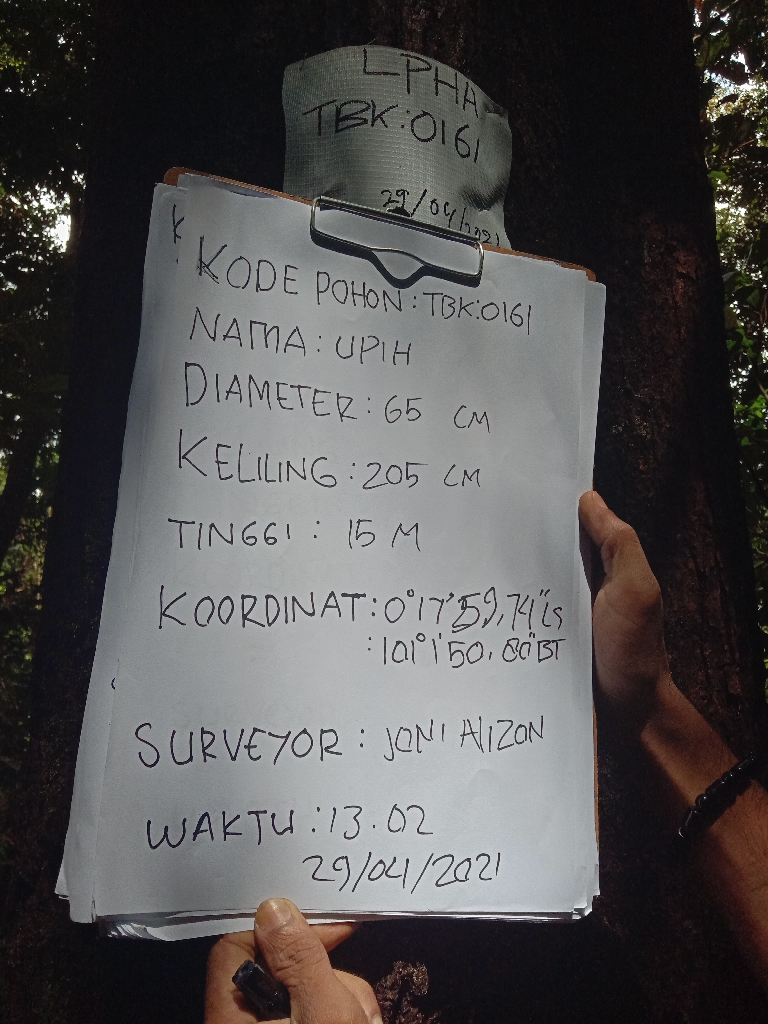 LPHA
TBK:0161
29/04/2021
KODE POHON : TBK:0161
NAMA : UPIH
DIAMETER : 65 CM
KELILING : 205 CM
TINGGI : 15 M
KOORDINAT : 0°17'59,74"LS
: 101°1'50,80"BT
SURVEYOR : JONI ALIZON
WAKTU : 13.02
29/04/2021